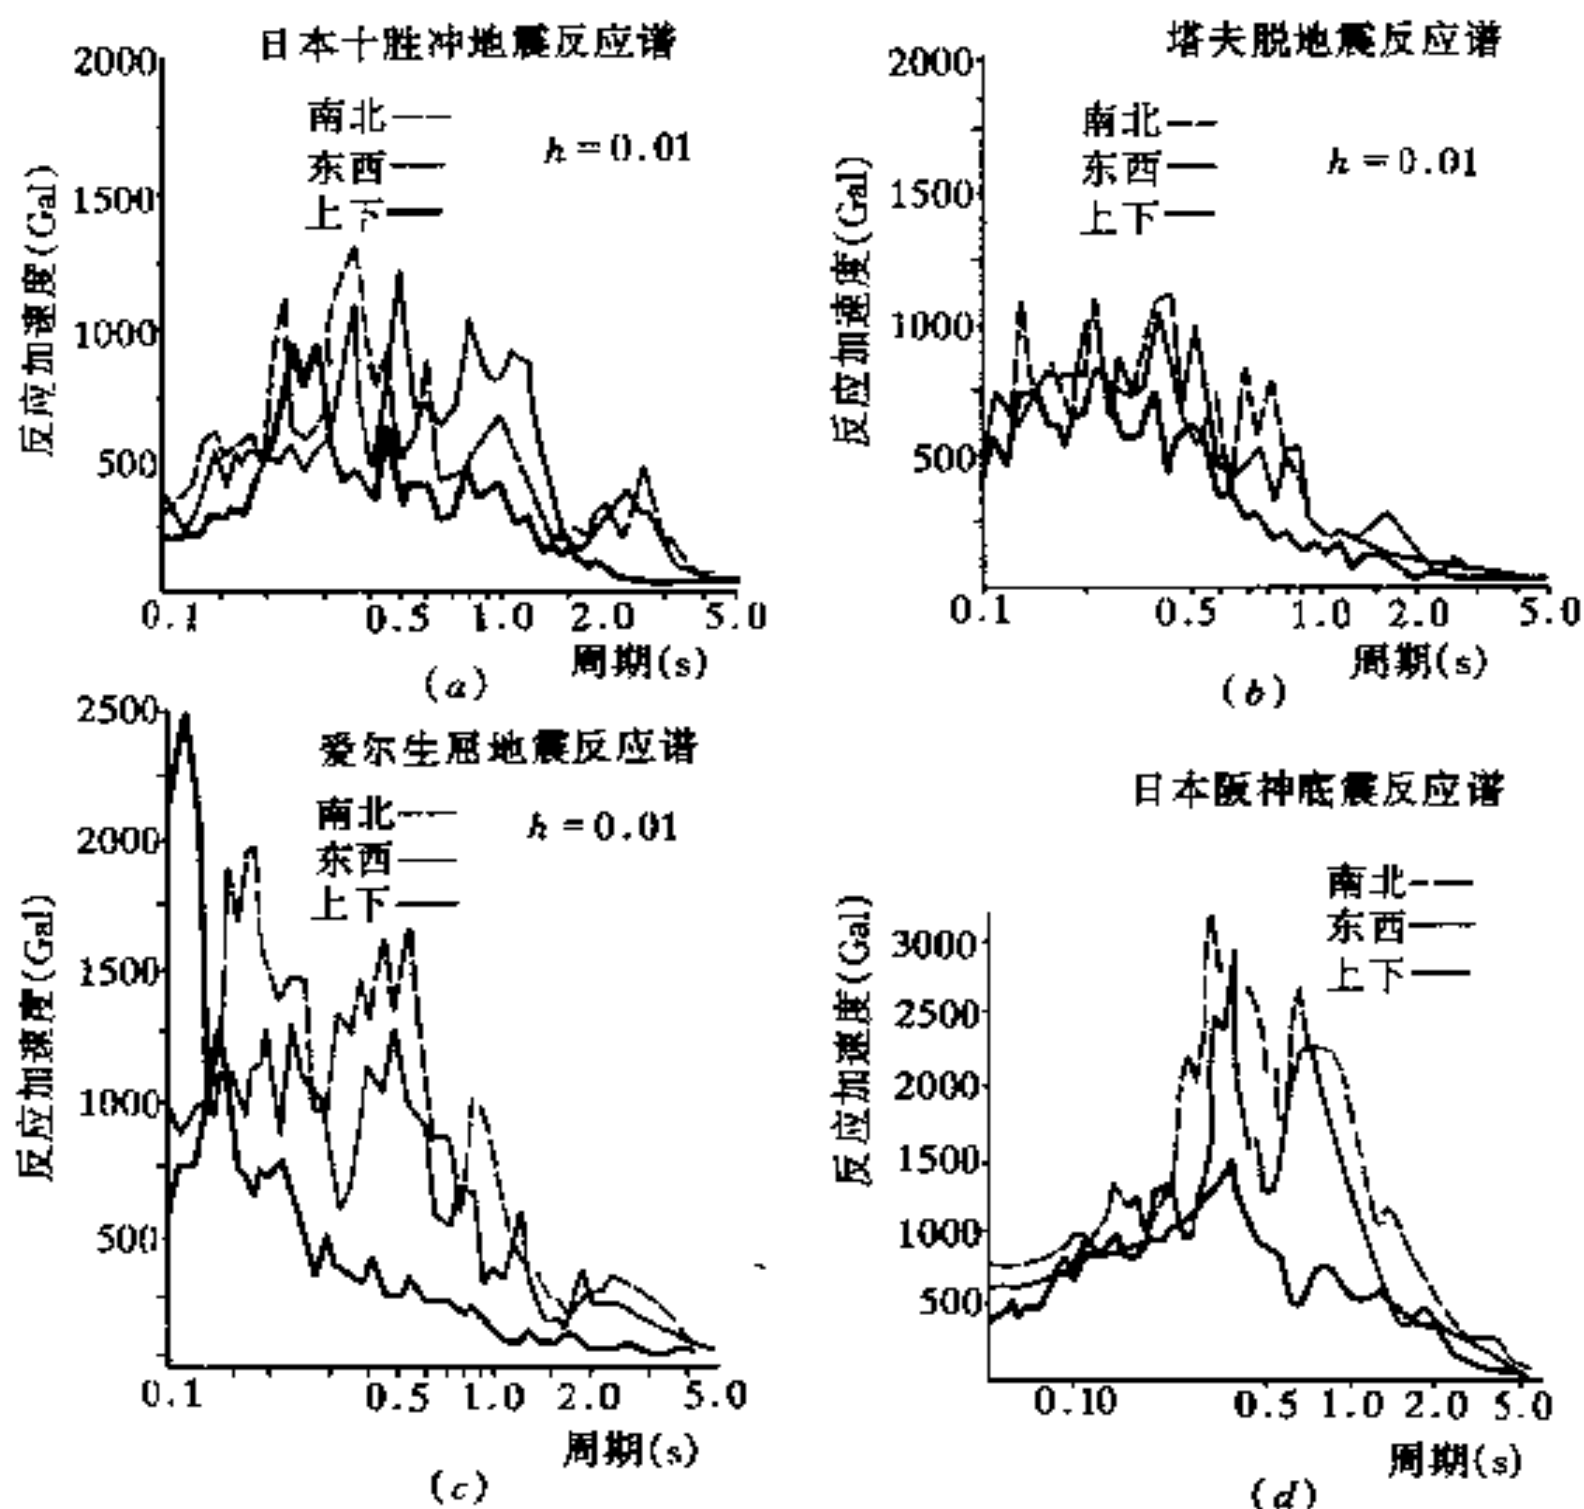 日本十胜冲地震反应谱
南北
东西
上下
h=0.01
反应加速度(Gal)
2000
1500
1000
500
0.1
0.5
1.0
2.0
5.0
周期(s)
(a)
塔夫脱地震反应谱
南北
东西
上下
h=0.01
反应加速度(Gal)
2000
1500
1000
500
0.1
0.5
1.0
2.0
5.0
周期(s)
(b)
爱尔生屈地震反应谱
南北
东西
上下
h=0.01
反应加速度(Gal)
2500
2000
1500
1000
500
0.1
0.5
1.0
2.0
5.0
周期(s)
(c)
日本阪神底震反应谱
南北
东西
上下
反应加速度(Gal)
3000
2500
2000
1500
1000
500
0.10
0.5
1.0
2.0
5.0
周期(s)
(d)